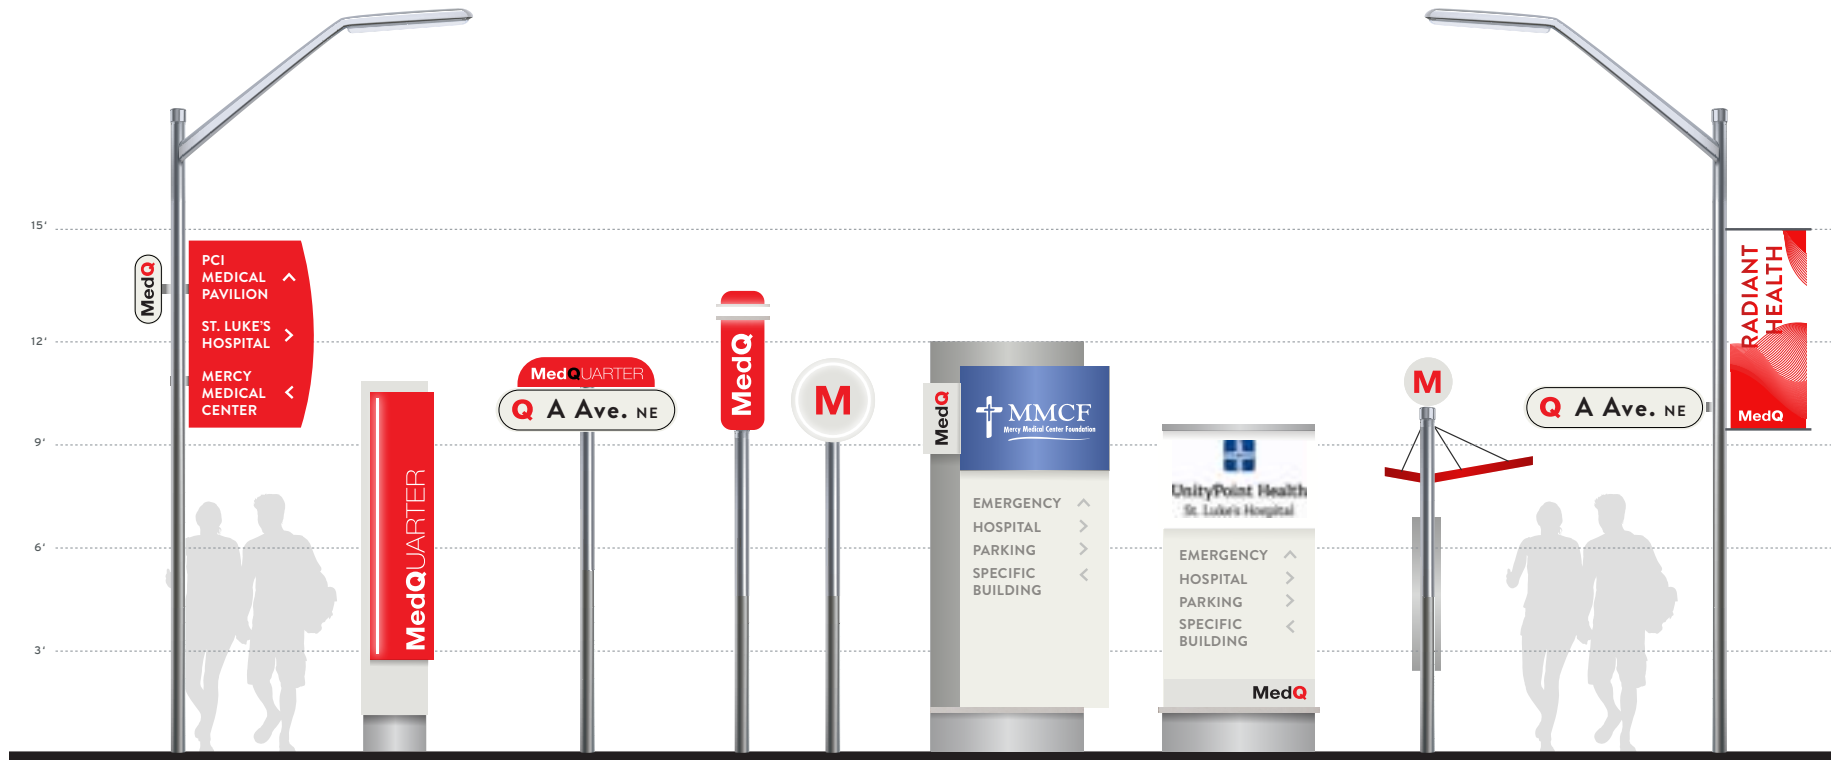 15'
12'
9'
6'
3'
MedQ
PCI
MEDICAL
PAVILION
ST. LUKE'S
HOSPITAL
MERCY
MEDICAL
CENTER
MedQUARTER
MedQUARTER
Q A Ave. NE
MedQ
M
MedQ
MMCF
Mercy Medical Center Foundation
EMERGENCY
HOSPITAL
PARKING
SPECIFIC
BUILDING
UnityPoint Health
St. Luke's Hospital
EMERGENCY
HOSPITAL
PARKING
SPECIFIC
BUILDING
MedQ
M
Q A Ave. NE
RADIANT
HEALTH
MedQ